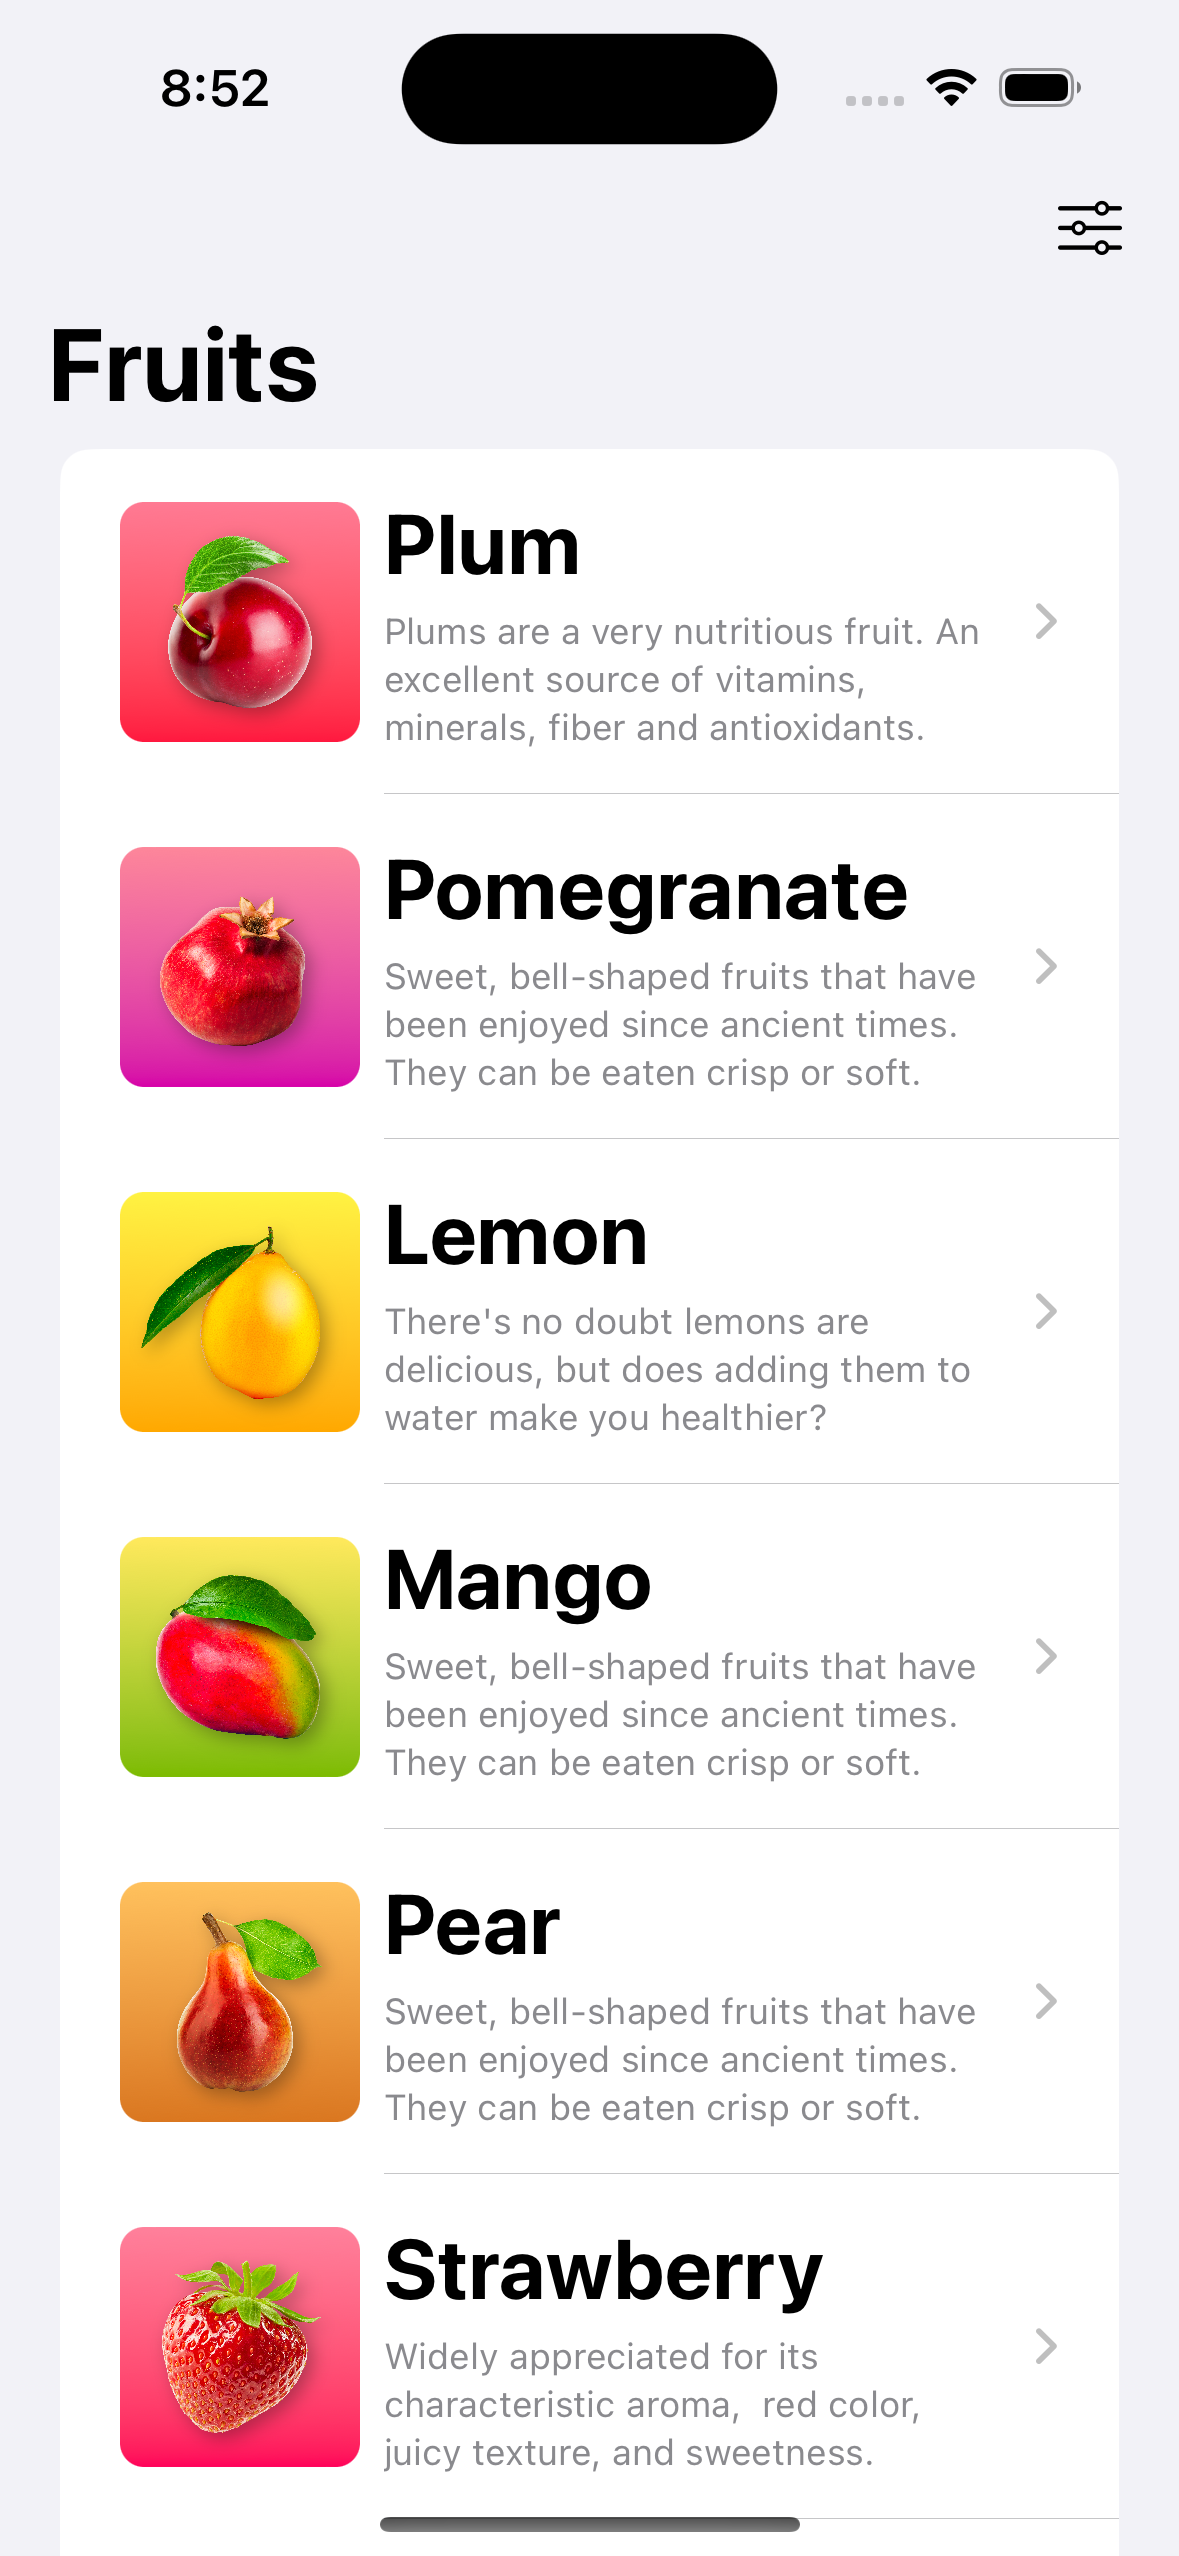 8:52
Fruits
Plum
Plums are a very nutritious fruit. An
excellent source of vitamins,
minerals, fiber and antioxidants.
Pomegranate
Sweet, bell-shaped fruits that have
been enjoyed since ancient times.
They can be eaten crisp or soft.
Lemon
There's no doubt lemons are
delicious, but does adding them to
water make you healthier?
Mango
Sweet, bell-shaped fruits that have
been enjoyed since ancient times.
They can be eaten crisp or soft.
Pear
Sweet, bell-shaped fruits that have
been enjoyed since ancient times.
They can be eaten crisp or soft.
Strawberry
Widely appreciated for its
characteristic aroma,  red color,
juicy texture, and sweetness.